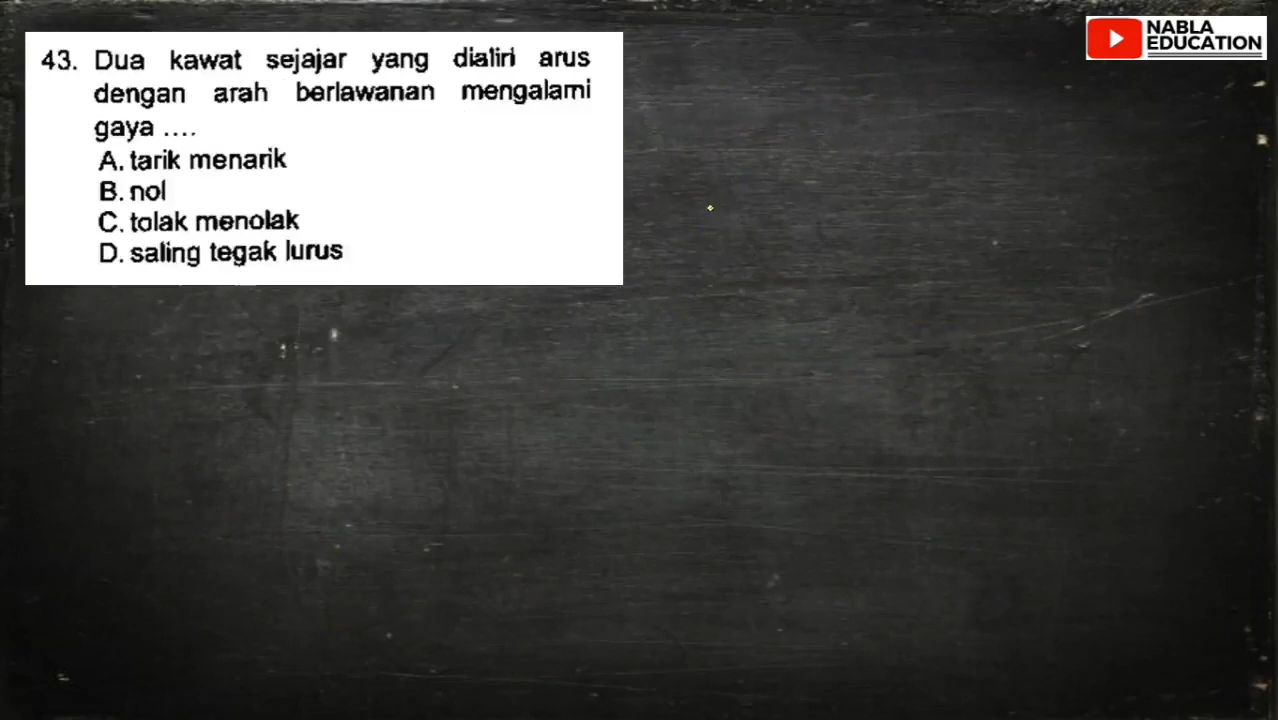 NABLA
EDUCATION
43. Dua kawat sejajar yang dialiri arus
dengan arah berlawanan mengalami
gaya ....
A. tarik menarik
B. nol
C. tolak menolak
D. saling tegak lurus